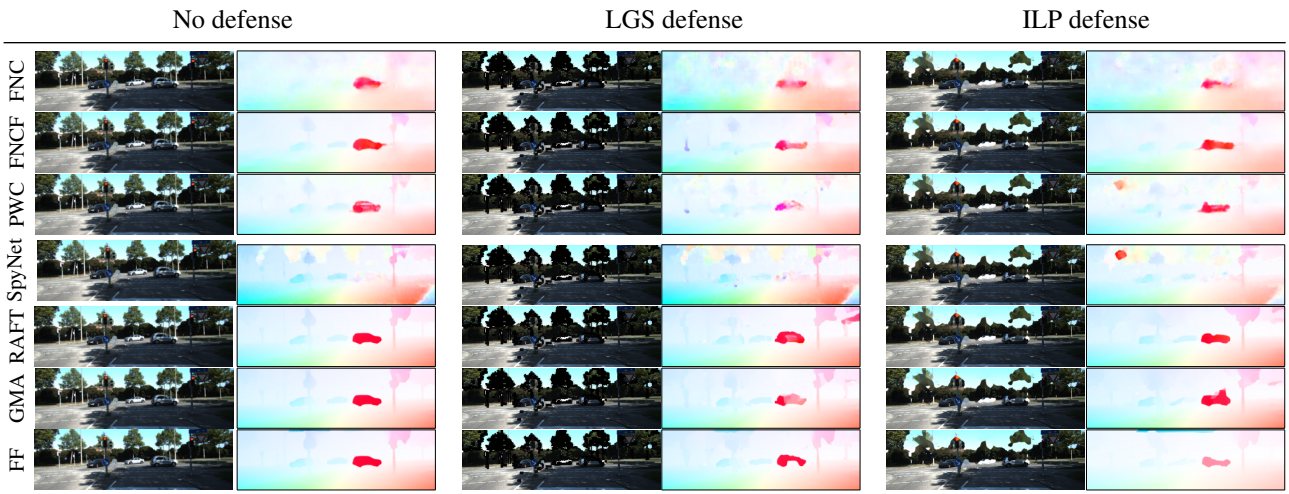 No defense LGS defense ILP defense
FNC
FNCF
PWC
SpyNet
RAFT
GMA
FF